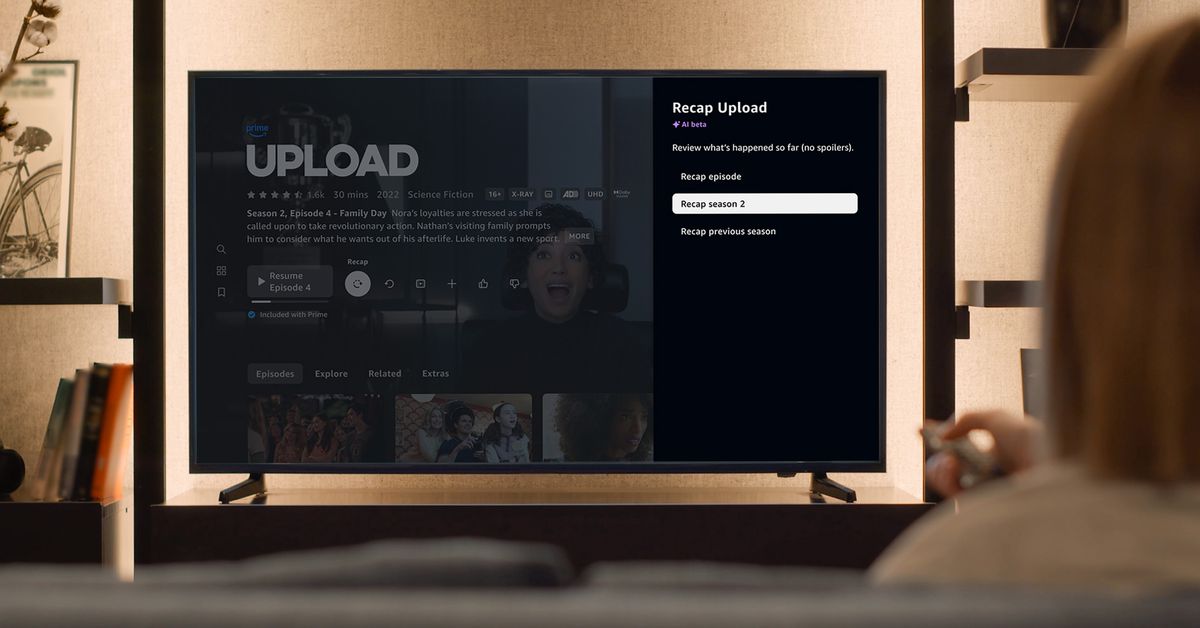 prime
UPLOAD
1.6k 30 mins 2022 Science Fiction 16+ X-RAY AD UHD Dolby
Season 2, Episode 4 - Family Day Nora's loyalties are stressed as she is
called upon to take revolutionary action. Nathan's visiting family prompts
him to consider what he wants out of his afterlife. Luke invents a new sport.
MORE
Recap
Resume
Episode 4
Included with Prime
Episodes Explore Related Extras
Recap Upload
AI beta
Review what's happened so far (no spoilers).
Recap episode
Recap season 2
Recap previous season